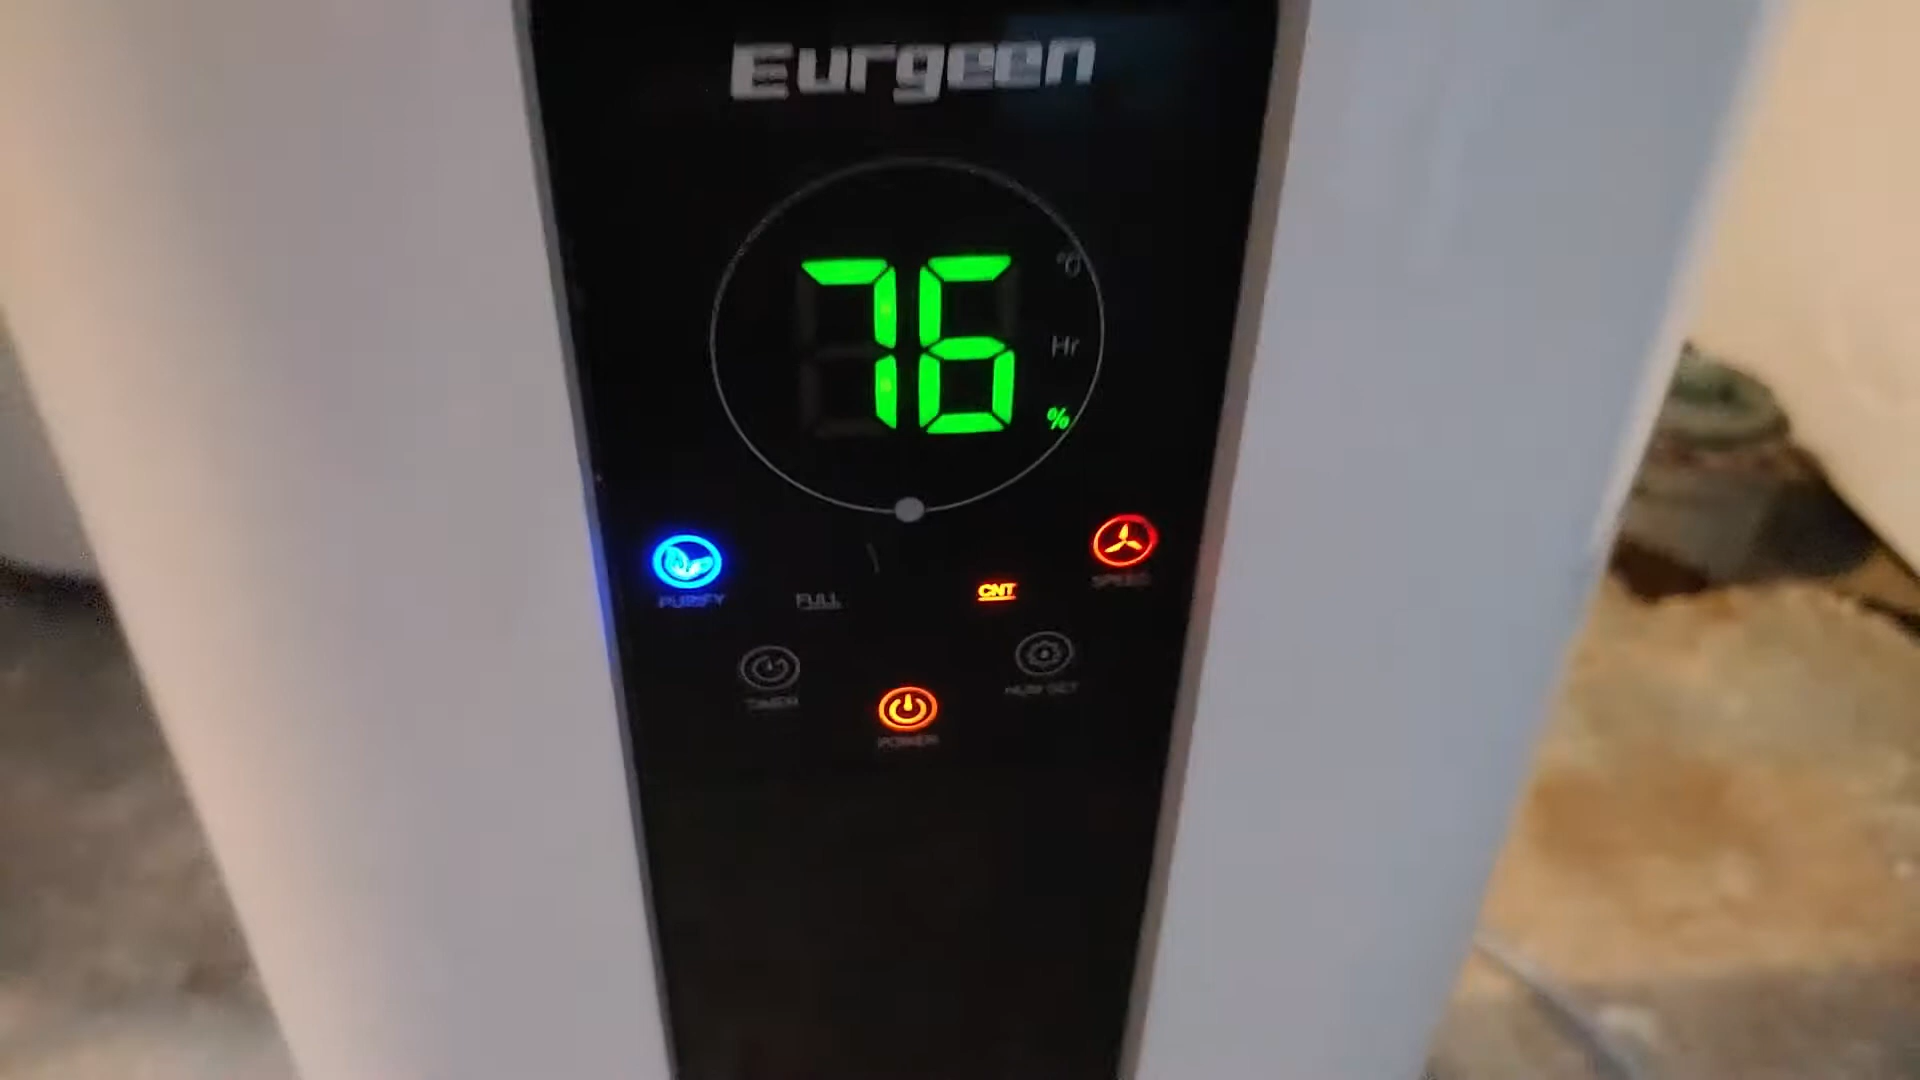 Eurgeen
°C
76
Hr
%
PURIFY
FULL
CNT
SPEED
TIMER
HUM SET
POWER